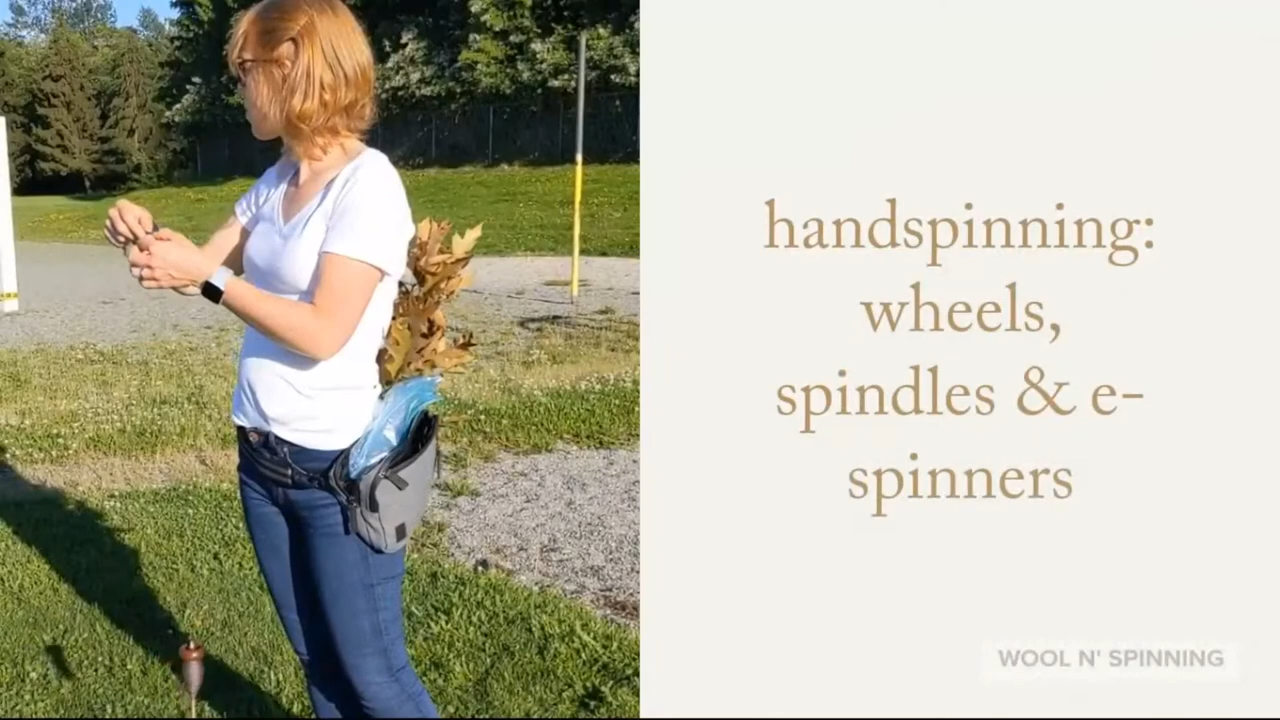 handspinning:
wheels,
spindles & e-
spinners
WOOL N' SPINNING